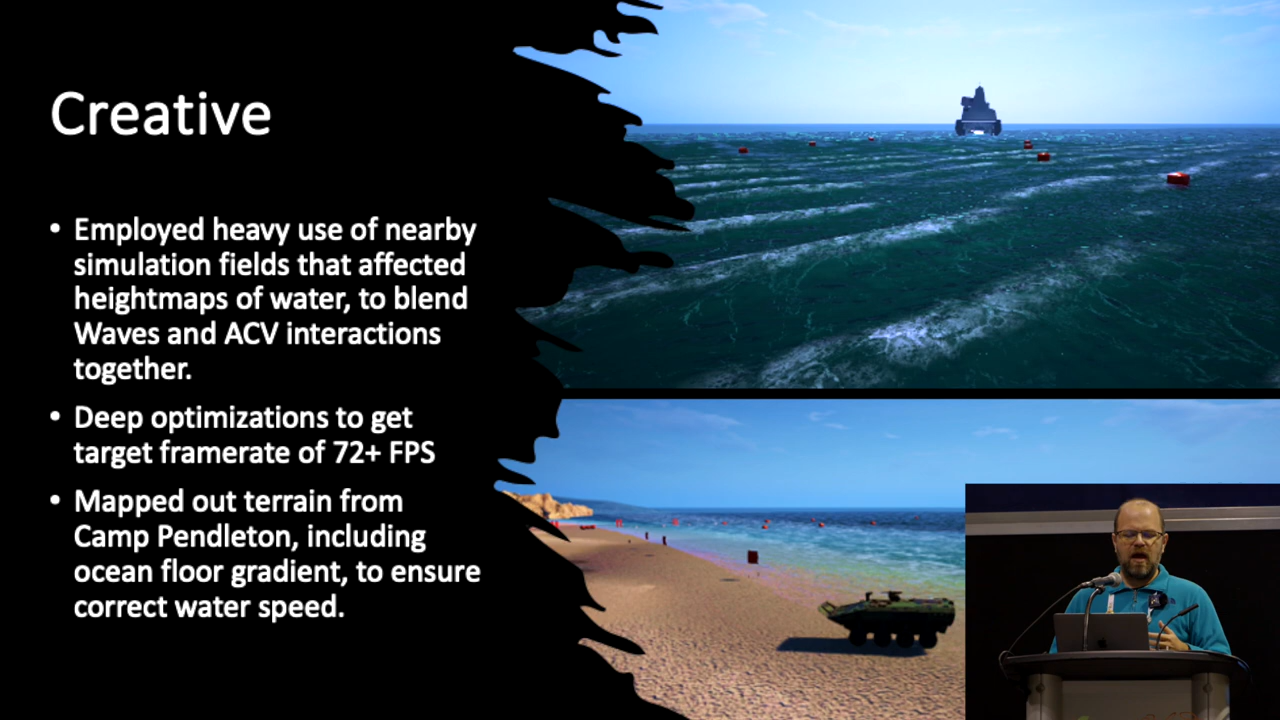 Creative
• Employed heavy use of nearby
simulation fields that affected
heightmaps of water, to blend
Waves and ACV interactions
together.
• Deep optimizations to get
target framerate of 72+ FPS
• Mapped out terrain from
Camp Pendleton, including
ocean floor gradient, to ensure
correct water speed.